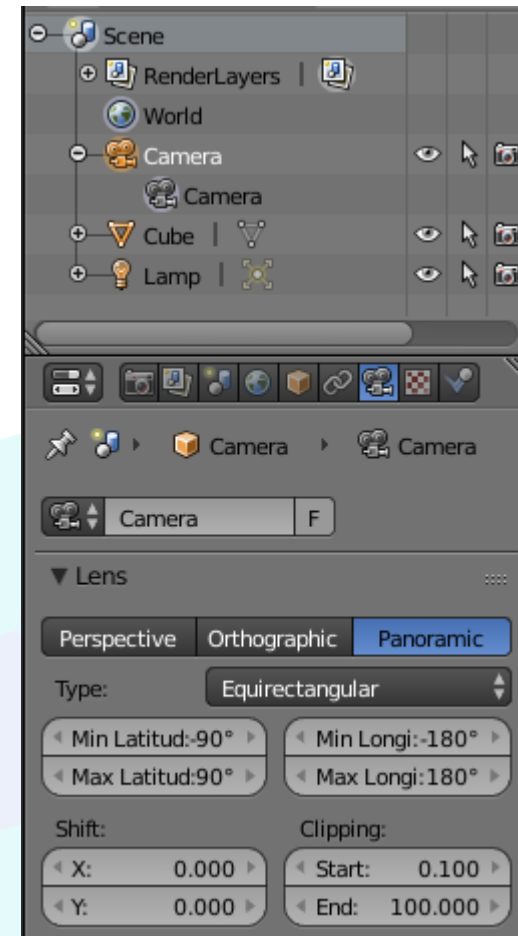 Scene
RenderLayers
World
Camera
Camera
Cube
Lamp
Camera Camera
Camera F
Lens
Perspective Orthographic Panoramic
Type: Equirectangular
Min Latitud:-90° Min Longi:-180°
Max Latitud:90° Max Longi:180°
Shift: Clipping:
X: 0.000 Start: 0.100
Y: 0.000 End: 100.000